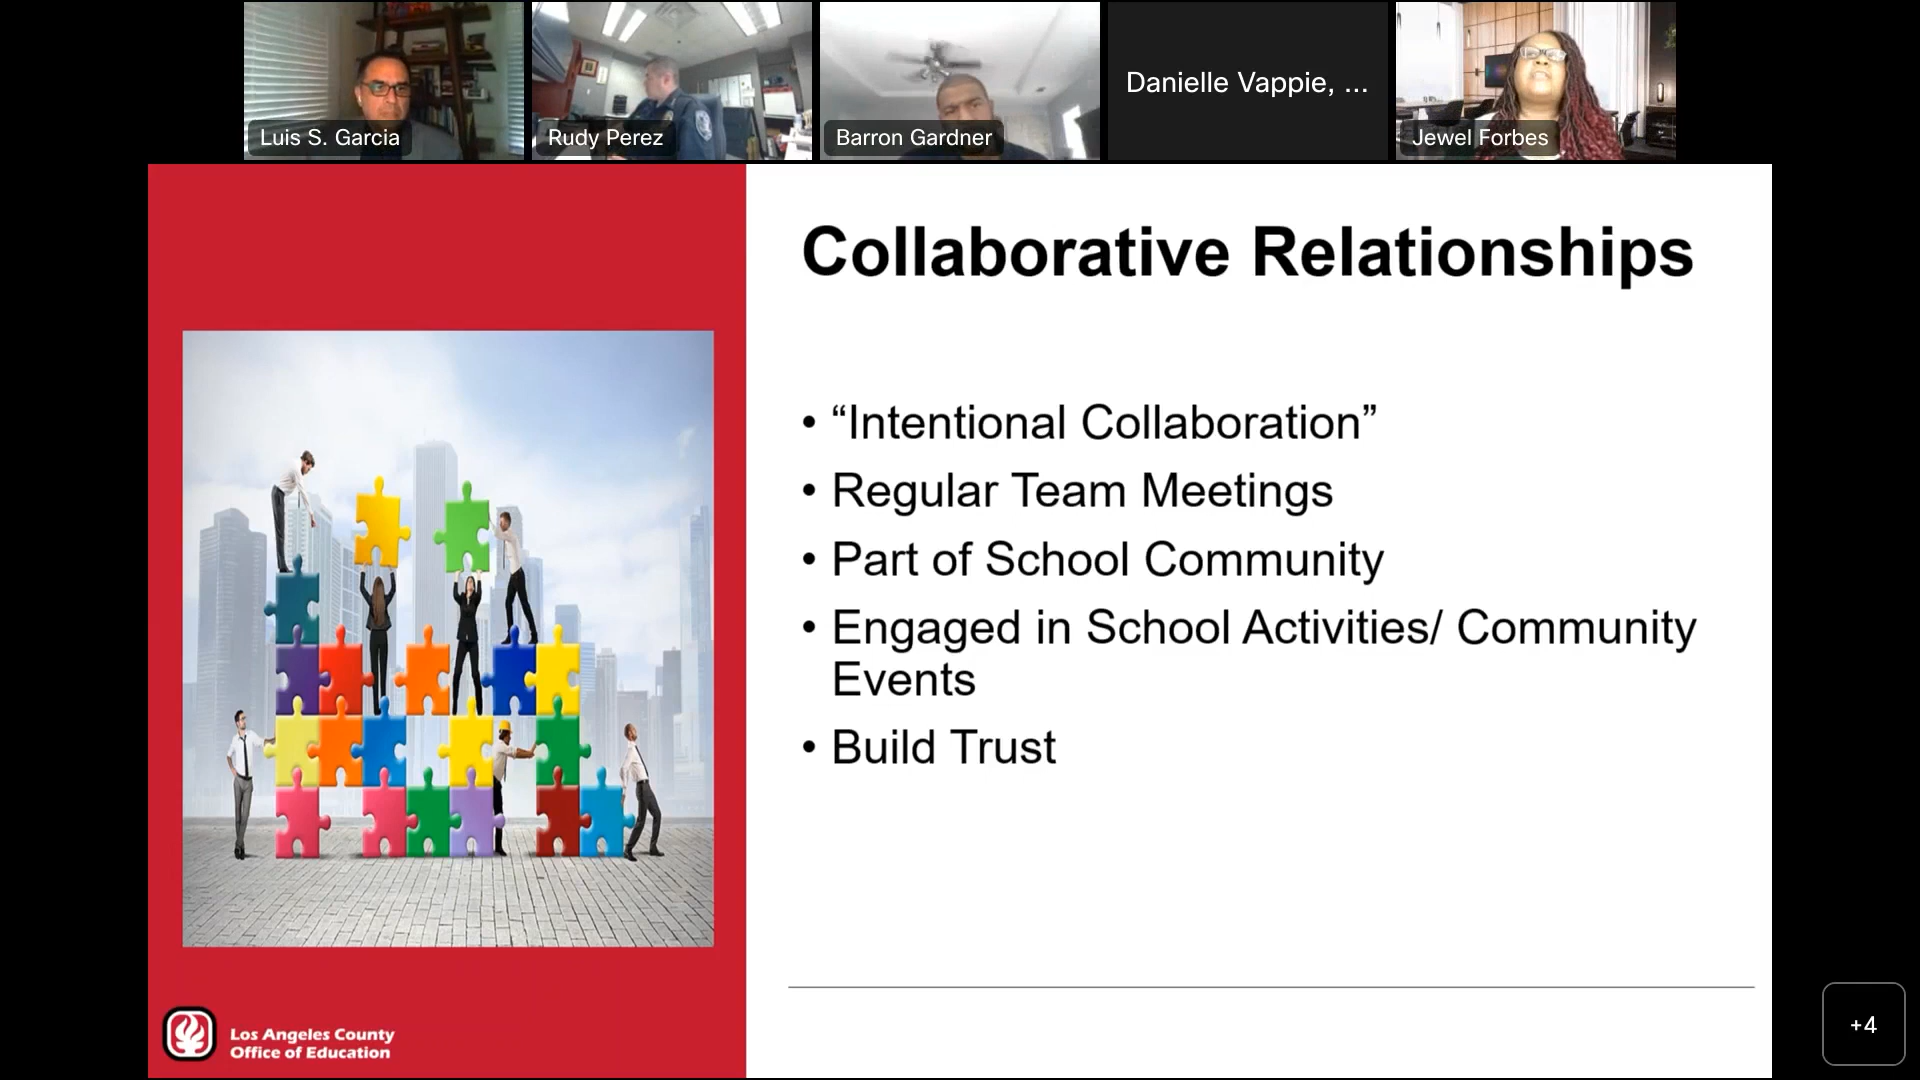 Luis S. Garcia
Rudy Perez
Barron Gardner
Danielle Vappie, ...
Jewel Forbes
Collaborative Relationships
• “Intentional Collaboration”
• Regular Team Meetings
• Part of School Community
• Engaged in School Activities/ Community
Events
• Build Trust
Los Angeles County
Office of Education
+4